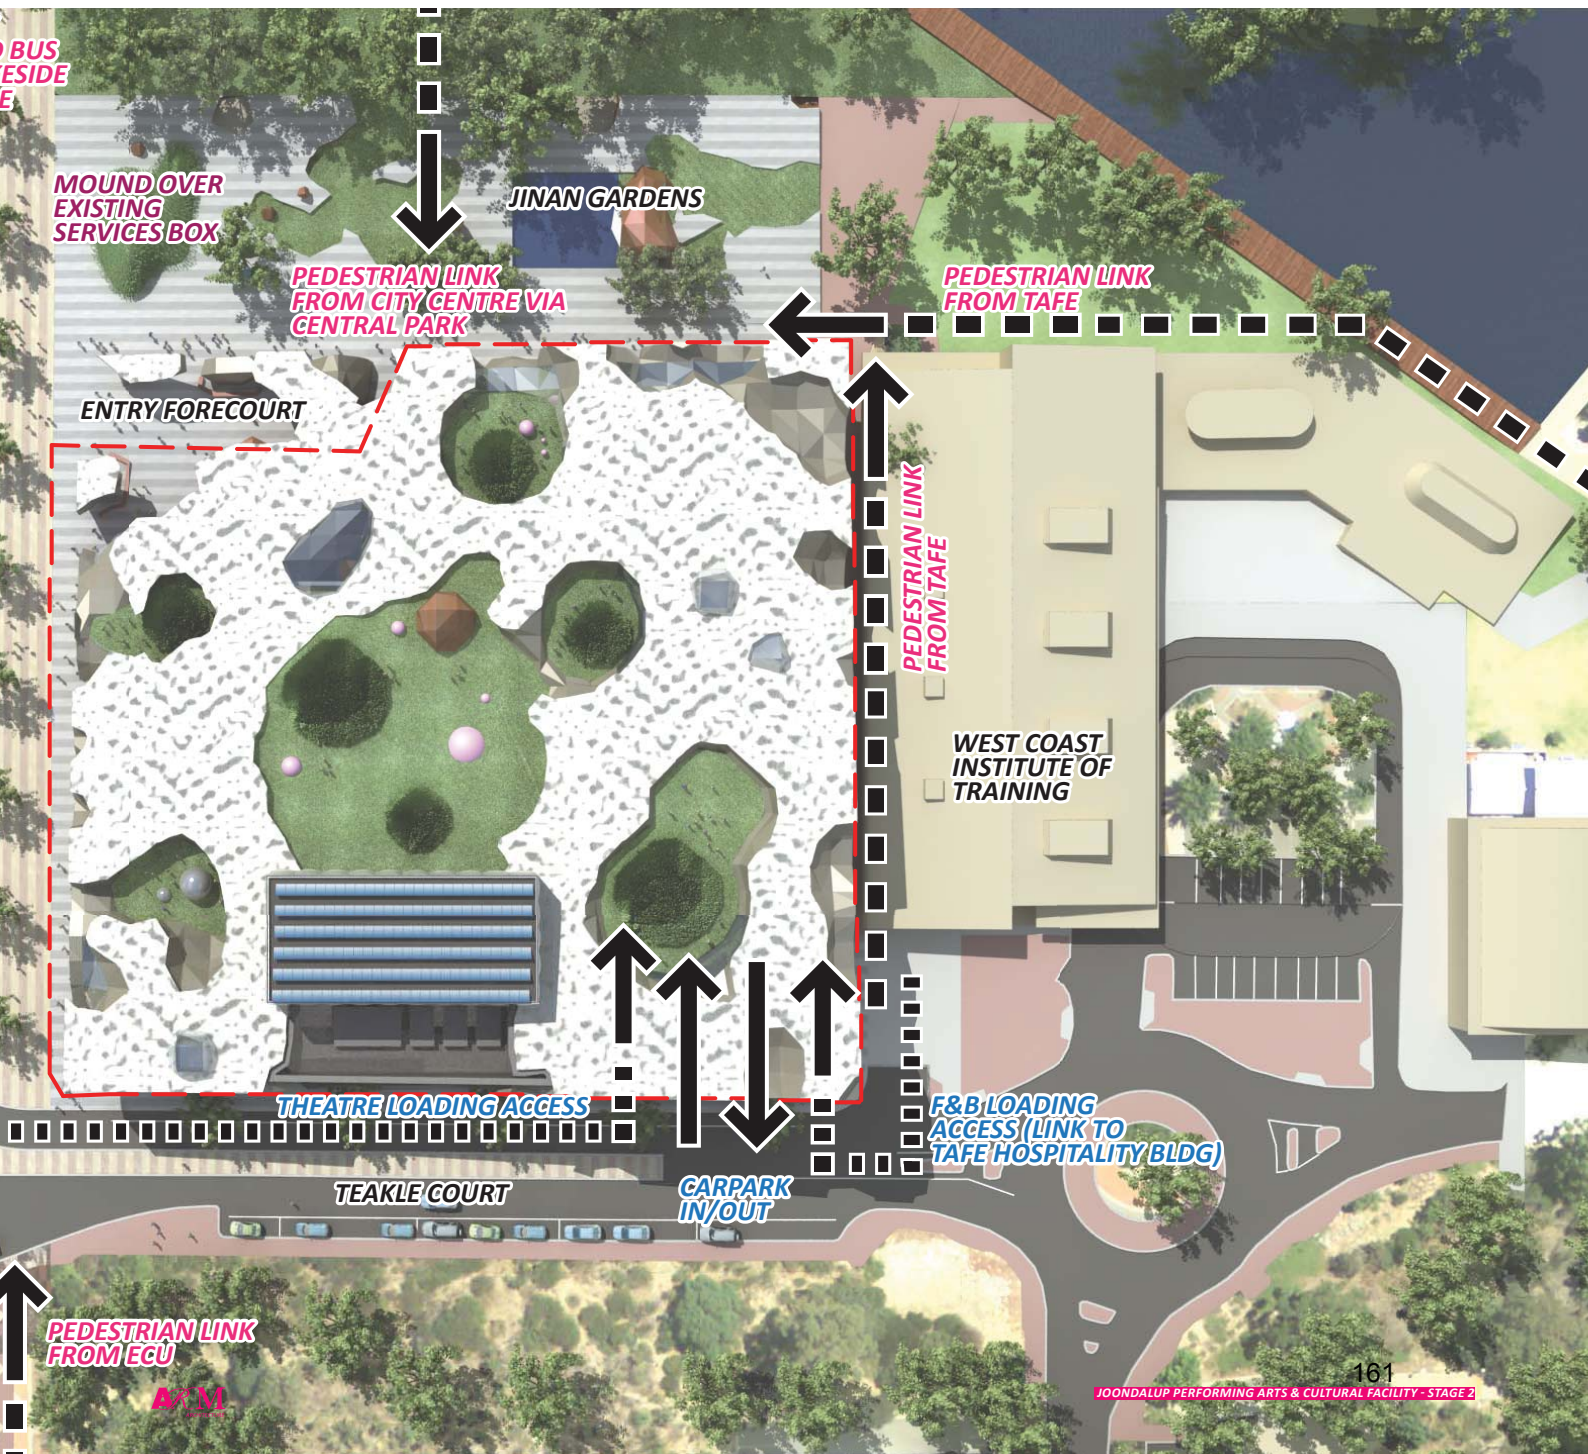 BUS
ESIDE
E
MOUND OVER
EXISTING
SERVICES BOX
JINAN GARDENS
PEDESTRIAN LINK
FROM CITY CENTRE VIA
CENTRAL PARK
PEDESTRIAN LINK
FROM TAFE
ENTRY FORECOURT
PEDESTRIAN LINK
FROM TAFE
WEST COAST
INSTITUTE OF
TRAINING
THEATRE LOADING ACCESS
F&B LOADING
ACCESS (LINK TO
TAFE HOSPITALITY BLDG)
TEAKLE COURT
CARPARK
IN/OUT
PEDESTRIAN LINK
FROM ECU
ARM
161
JOONDALUP PERFORMING ARTS & CULTURAL FACILITY - STAGE 2